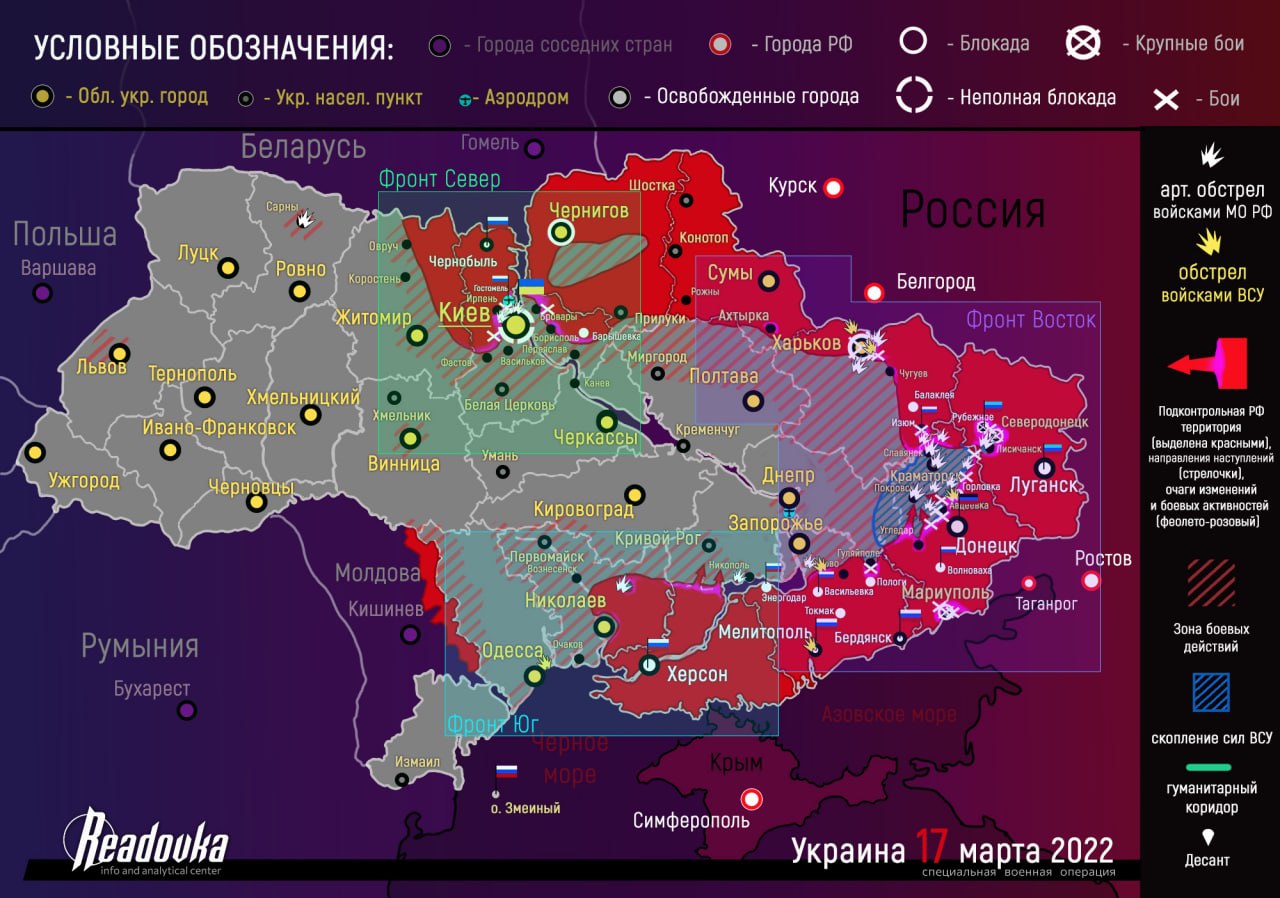 УСЛОВНЫЕ ОБОЗНАЧЕНИЯ:
- Города соседних стран
- Города РФ
- Блокада
- Крупные бои
- Обл. укр. город
- Укр. насел. пункт
- Аэродром
- Освобожденные города
- Неполная блокада
- Бои
Беларусь
Гомель
Фронт Север
Шостка
Курск
Россия
Польша
Варшава
Сарны
Луцк
Ровно
Овруч
Коростень
Чернобыль
Чернигов
Конотоп
Сумы
Рожны
Белгород
Фронт Восток
Гостомель
Ирпень
Киев
Бровары
Борисполь
Барышевка
Прилуки
Ахтырка
Харьков
Житомир
Фастов
Васильков
Переяслав
Миргород
Чугуев
Львов
Тернополь
Хмельницкий
Хмельник
Белая Церковь
Канев
Полтава
Балаклея
Изюм
Рубежное
Северодонецк
Ивано-Франковск
Винница
Черкассы
Кременчуг
Славянск
Лисичанск
Ужгород
Черновцы
Умань
Днепр
Краматорск
Покровск
Горловка
Луганск
Кировоград
Запорожье
Авдеевка
Угледар
Донецк
Первомайск
Вознесенск
Кривой Рог
Никополь
Гуляйполе
Волноваха
Ростов
Молдова
Кишинев
Николаев
Энергодар
Васильевка
Пологи
Мариуполь
Таганрог
Токмак
Мелитополь
Бердянск
Румыния
Бухарест
Одесса
Очаков
Херсон
Фронт Юг
Черное
море
Азовское море
Измаил
о. Змеиный
Крым
Симферополь
Readovka
info and analytical center
Украина 17 марта 2022
специальная военная операция
арт. обстрел
войсками МО РФ
обстрел
войсками ВСУ
Подконтрольная РФ
территория
(выделена красными),
направления наступлений
(стрелочки),
очаги изменений
и боевых активностей
(феолето-розовый)
Зона боевых
действий
скопление сил ВСУ
гуманитарный
коридор
Десант